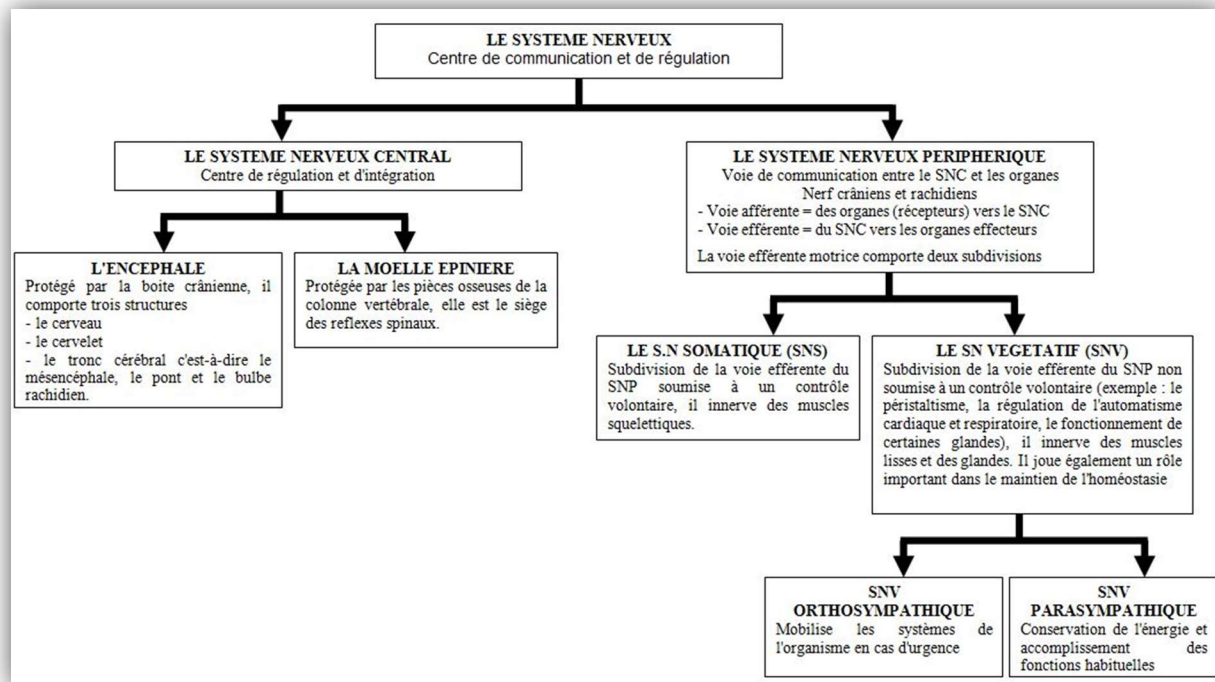 LE SYSTEME NERVEUX
Centre de communication et de régulation
LE SYSTEME NERVEUX CENTRAL
Centre de régulation et d'intégration
LE SYSTEME NERVEUX PERIPHERIQUE
Voie de communication entre le SNC et les organes
Nerf crâniens et rachidiens
- Voie afférente = des organes (récepteurs) vers le SNC
- Voie efférente = du SNC vers les organes effecteurs
La voie efférente motrice comporte deux subdivisions
L'ENCEPHALE
Protégé par la boite crânienne, il
comporte trois structures
- le cerveau
- le cervelet
- le tronc cérébral c'est-à-dire le
mésencéphale, le pont et le bulbe
rachidien.
LA MOELLE EPINIERE
Protégée par les pièces osseuses de la
colonne vertébrale, elle est le siège
des reflexes spinaux.
LE S.N SOMATIQUE (SNS)
Subdivision de la voie efférente du
SNP soumise à un contrôle
volontaire, il innerve des muscles
squelettiques.
LE SN VEGETATIF (SNV)
Subdivision de la voie efférente du SNP non
soumise à un contrôle volontaire (exemple : le
péristaltisme, la régulation de l'automatisme
cardiaque et respiratoire, le fonctionnement de
certaines glandes), il innerve des muscles
lisses et des glandes. Il joue également un rôle
important dans le maintien de l'homéostasie
SNV
ORTHOSYMPATHIQUE
Mobilise les systèmes de
l'organisme en cas d'urgence
SNV
PARASYMPATHIQUE
Conservation de l'énergie et
accomplissement des
fonctions habituelles